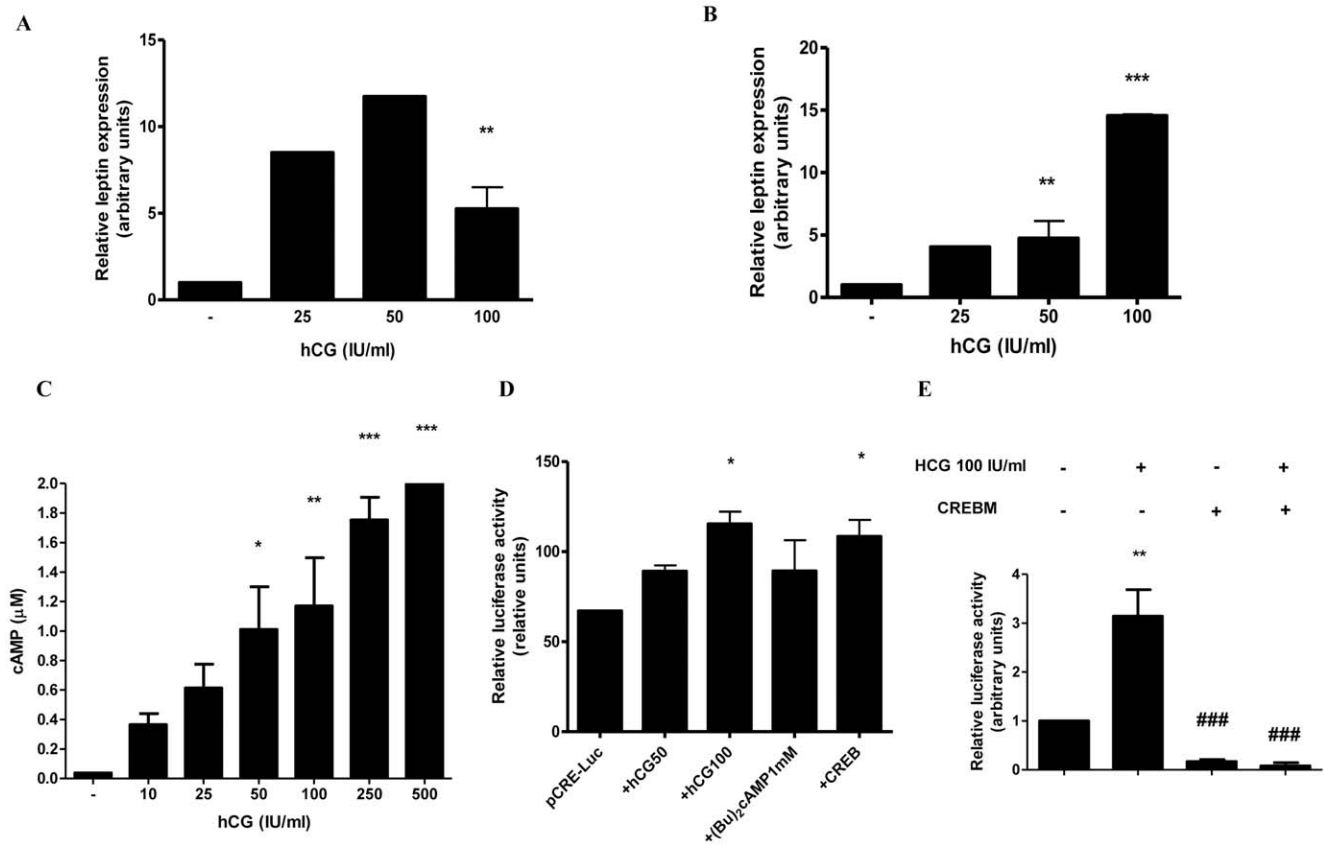 A
Relative leptin expression
(arbitrary units)
15
10
5
0
**
- 25 50 100
hCG (IU/ml)
B
Relative leptin expression
(arbitrary units)
20
15
10
5
0
** ***
- 25 50 100
hCG (IU/ml)
C
cAMP (μM)
2.0
1.8
1.6
1.4
1.2
1.0
0.8
0.6
0.4
0.2
0.0
* ** *** ***
- 10 25 50 100 250 500
hCG (IU/ml)
D
Relative luciferase activity
(relative units)
150
100
50
0
* *
pCRE-Luc
+hCG50
+hCG100
+(Bu)₂cAMP1mM
+CREB
E
HCG 100 IU/ml - + - +
CREBM - - + +
Relative luciferase activity
(arbitrary units)
4
3
2
1
0
** ### ###